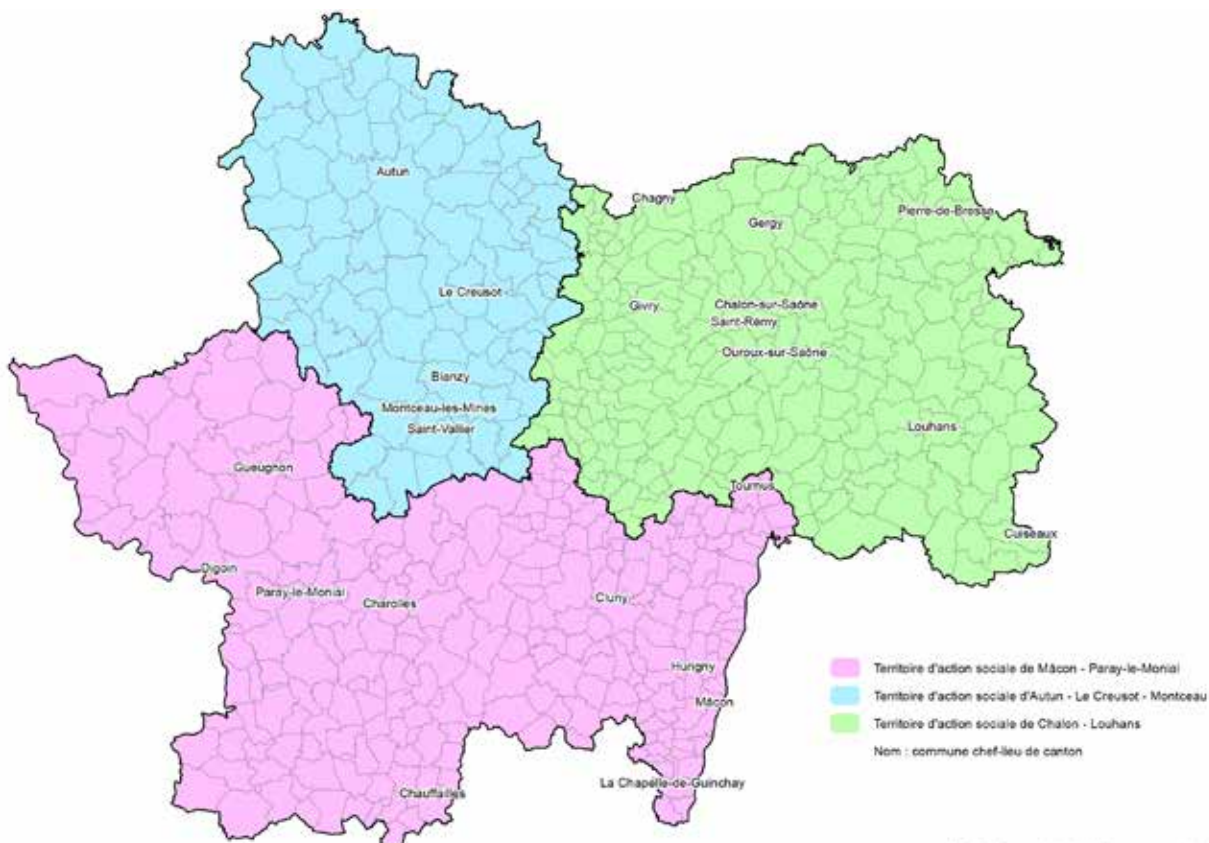 Autun
Chagny
Pierre-de-Bresse
Gergy
Le Creusot
Givry
Chalon-sur-Saône
Saint-Rémy
Ouroux-sur-Saône
Blanzy
Montceau-les-Mines
Saint-Vallier
Louhans
Gueugnon
Tournus
Cuiseaux
Digoin
Paray-le-Monial
Charolles
Cluny
Hurigny
Mâcon
La Chapelle-de-Guinchay
Chauffailles
Territoire d'action sociale de Mâcon - Paray-le-Monial
Territoire d'action sociale d'Autun - Le Creusot - Montceau
Territoire d'action sociale de Chalon - Louhans
Nom : commune chef-lieu de canton